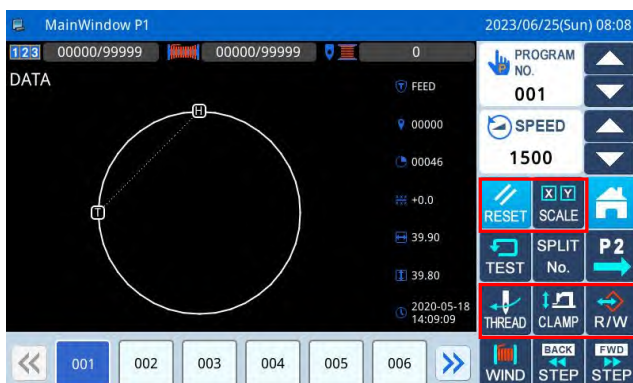 MainWindow P1
2023/06/25(Sun) 08:08
123 00000/99999 00000/99999 0
DATA
H
T
T FEED
00000
00046
+0.0
39.90
39.80
2020-05-18
14:09:09
P
PROGRAM
NO.
001
SPEED
1500
RESET
X Y
SCALE
TEST
SPLIT
No.
P2
THREAD
CLAMP
R/W
WIND
BACK
STEP
FWD
STEP
001 002 003 004 005 006